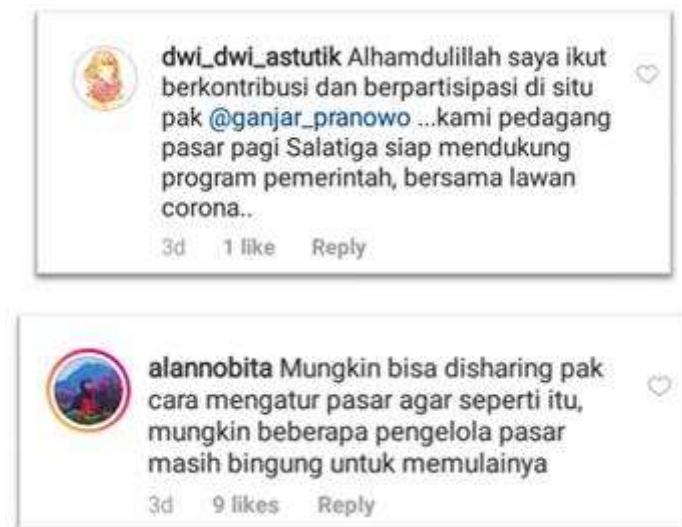 dwi_dwi_astutik Alhamdulillah saya ikut
berkontribusi dan berpartisipasi di situ
pak @ganjar_pranowo ...kami pedagang
pasar pagi Salatiga siap mendukung
program pemerintah, bersama lawan
corona..
3d 1 like Reply
alannobita Mungkin bisa disharing pak
cara mengatur pasar agar seperti itu,
mungkin beberapa pengelola pasar
masih bingung untuk memulainya
3d 9 likes Reply